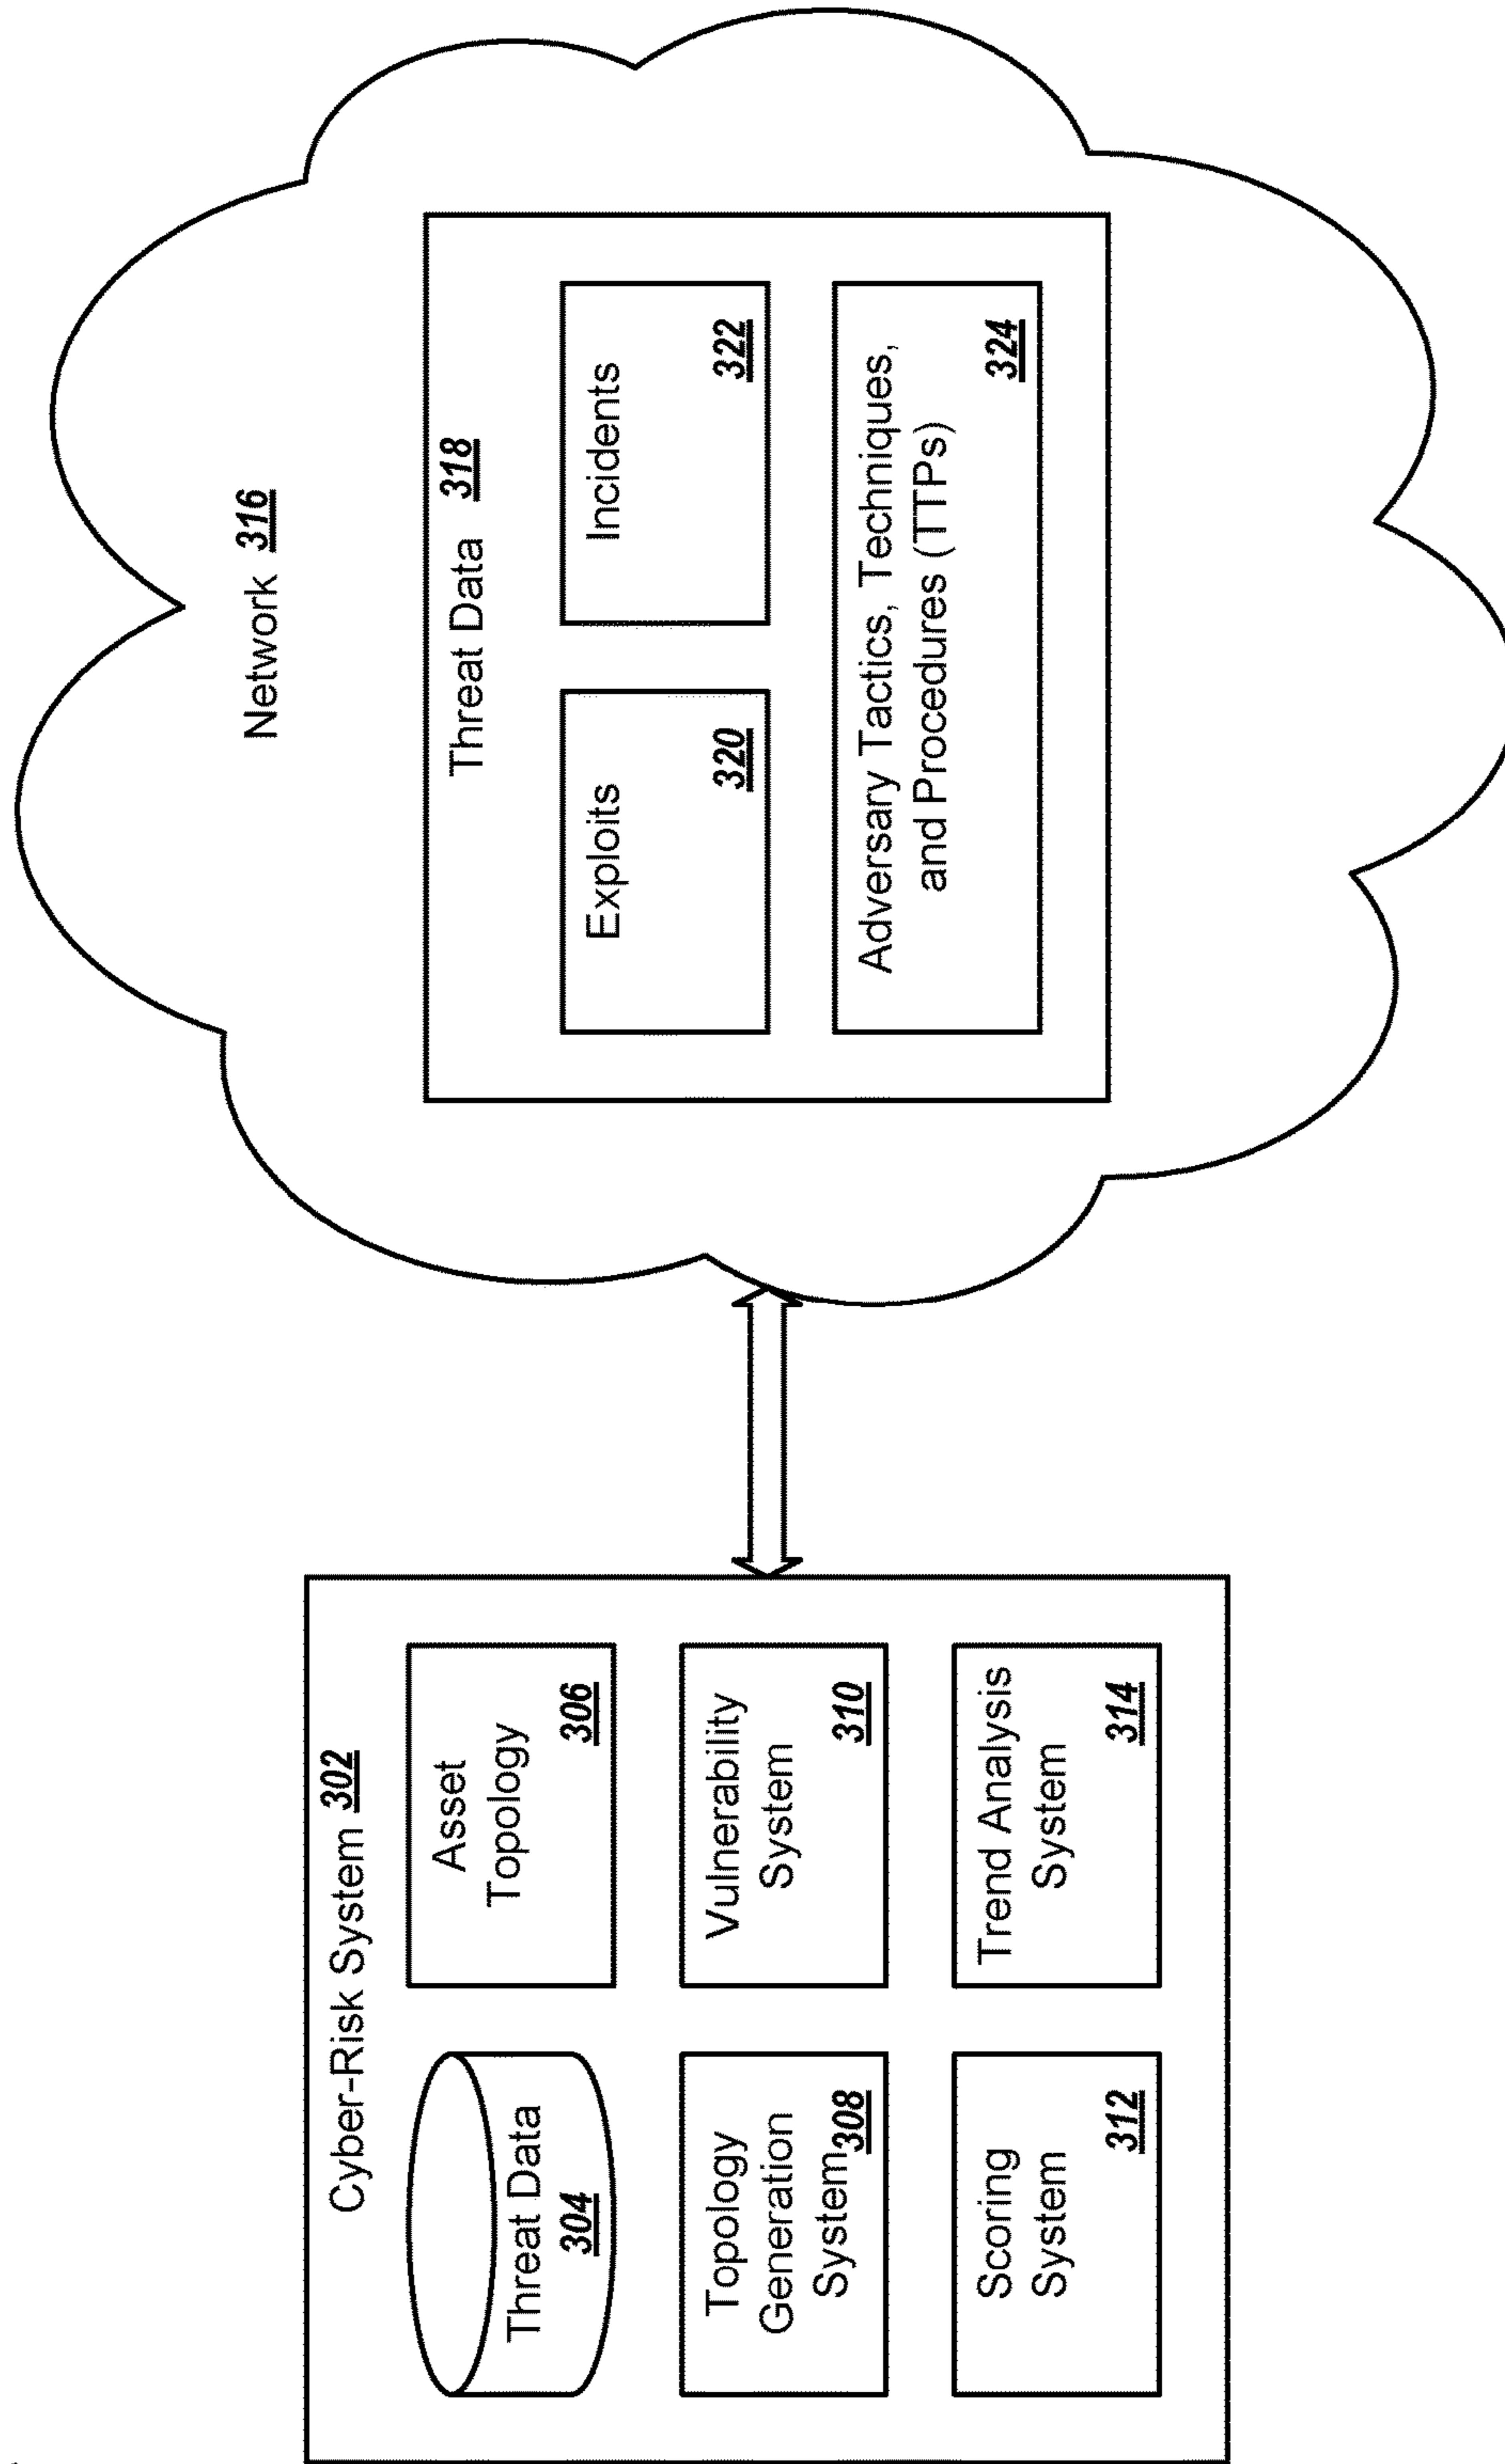 Cyber-Risk System 302
Threat Data
304
Asset
Topology
306
Topology
Generation
System308
Vulnerability
System
310
Scoring
System
312
Trend Analysis
System
314
Network 316
Threat Data 318
Exploits
320
Incidents
322
Adversary Tactics, Techniques,
and Procedures (TTPs)
324